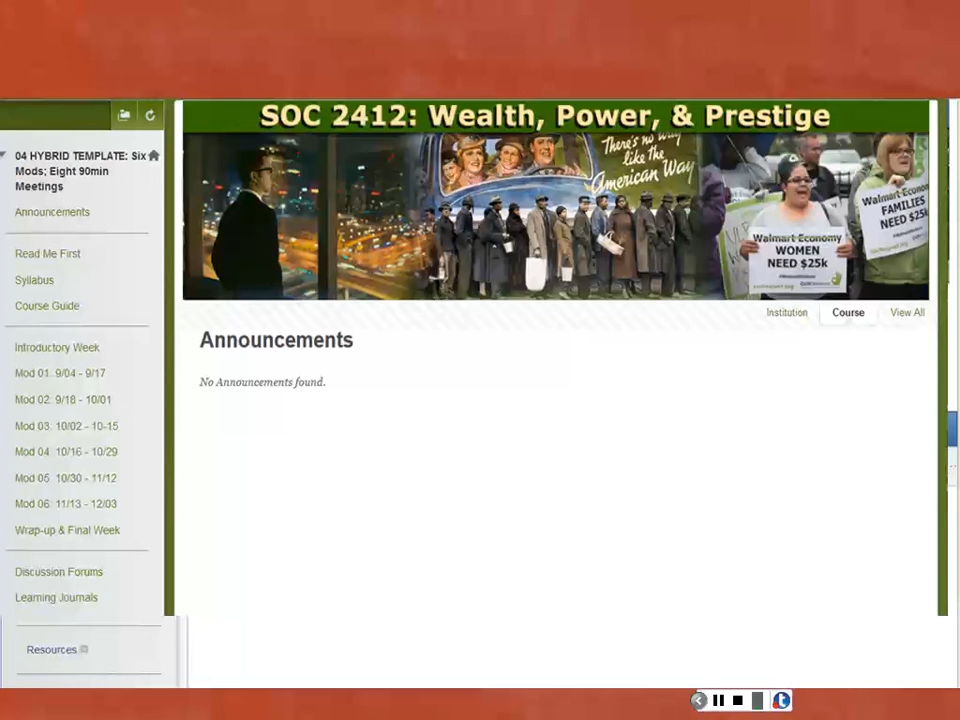 SOC 2412: Wealth, Power, & Prestige
There's no way
like the
American Way
Walmart Economy
WOMEN
NEED $25k
Walmart Econom
FAMILIES
NEED $25k
04 HYBRID TEMPLATE: Six
Mods; Eight 90min
Meetings
Announcements
Read Me First
Syllabus
Course Guide
Introductory Week
Mod 01: 9/04 - 9/17
Mod 02: 9/18 - 10/01
Mod 03: 10/02 - 10-15
Mod 04: 10/16 - 10/29
Mod 05: 10/30 - 11/12
Mod 06: 11/13 - 12/03
Wrap-up & Final Week
Discussion Forums
Learning Journals
Resources
Institution
Course
View All
Announcements
No Announcements found.